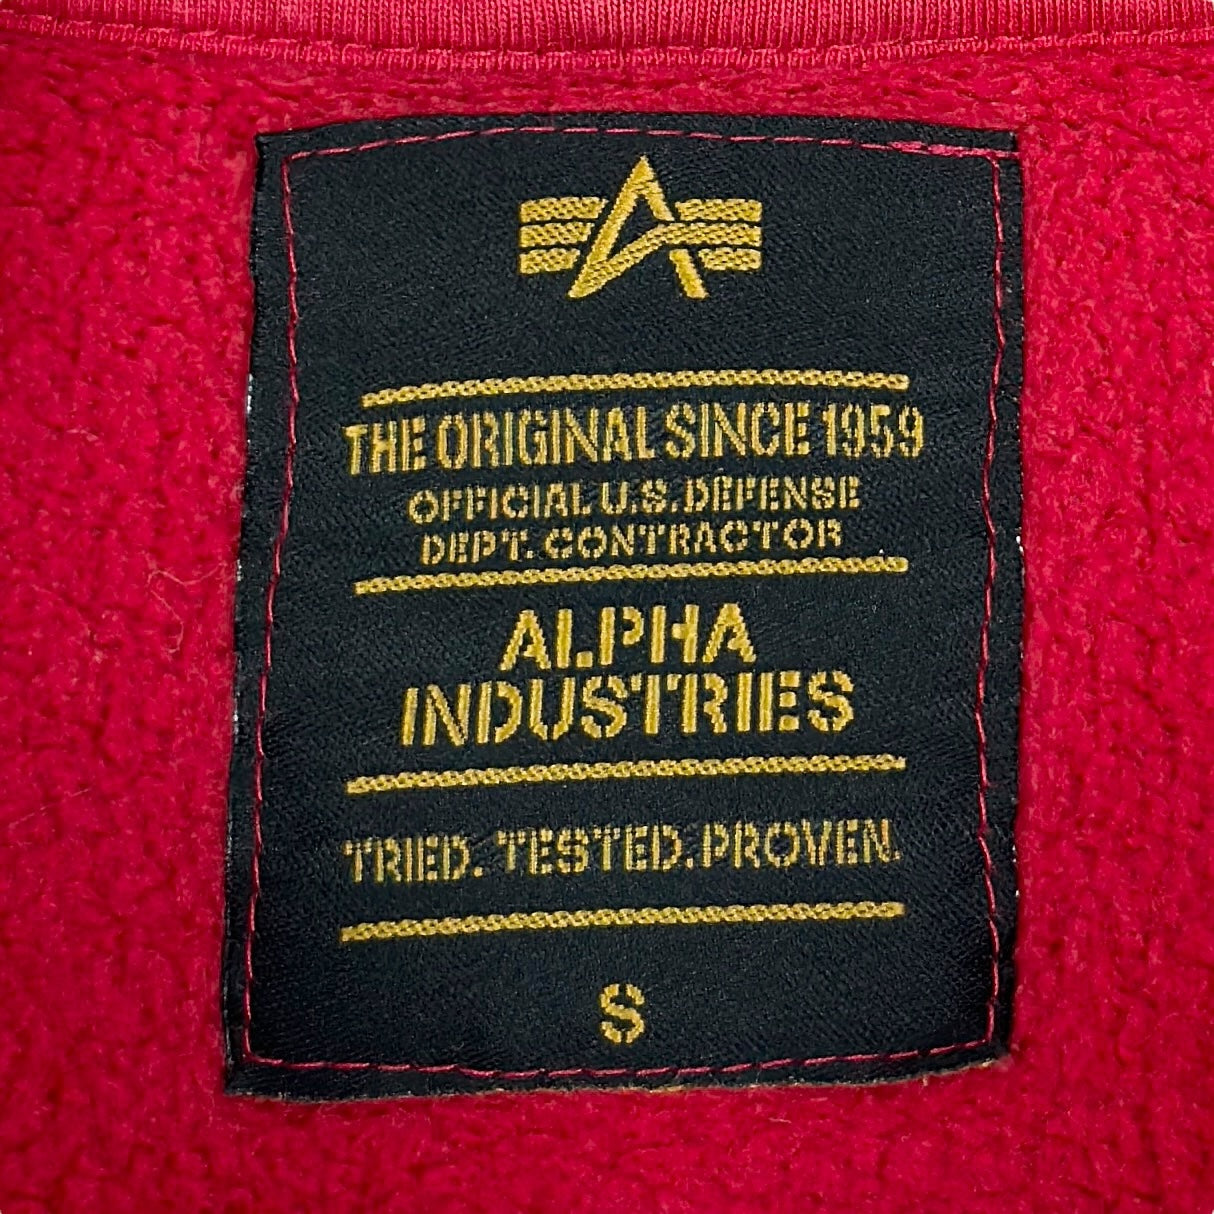 THE ORIGINAL SINCE 1959
OFFICIAL U.S. DEFENSE
DEPT. CONTRACTOR
ALPHA
INDUSTRIES
TRIED. TESTED. PROVEN.
S